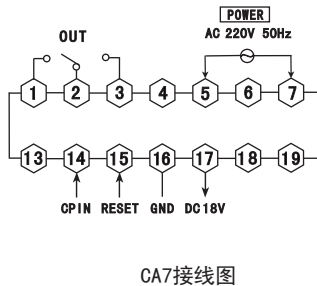 POWER
OUT
AC 220V 50Hz
1 2 3 4 5 6 7
13 14 15 16 17 18 19
CPIN RESET GND DC18V
CA7接线图